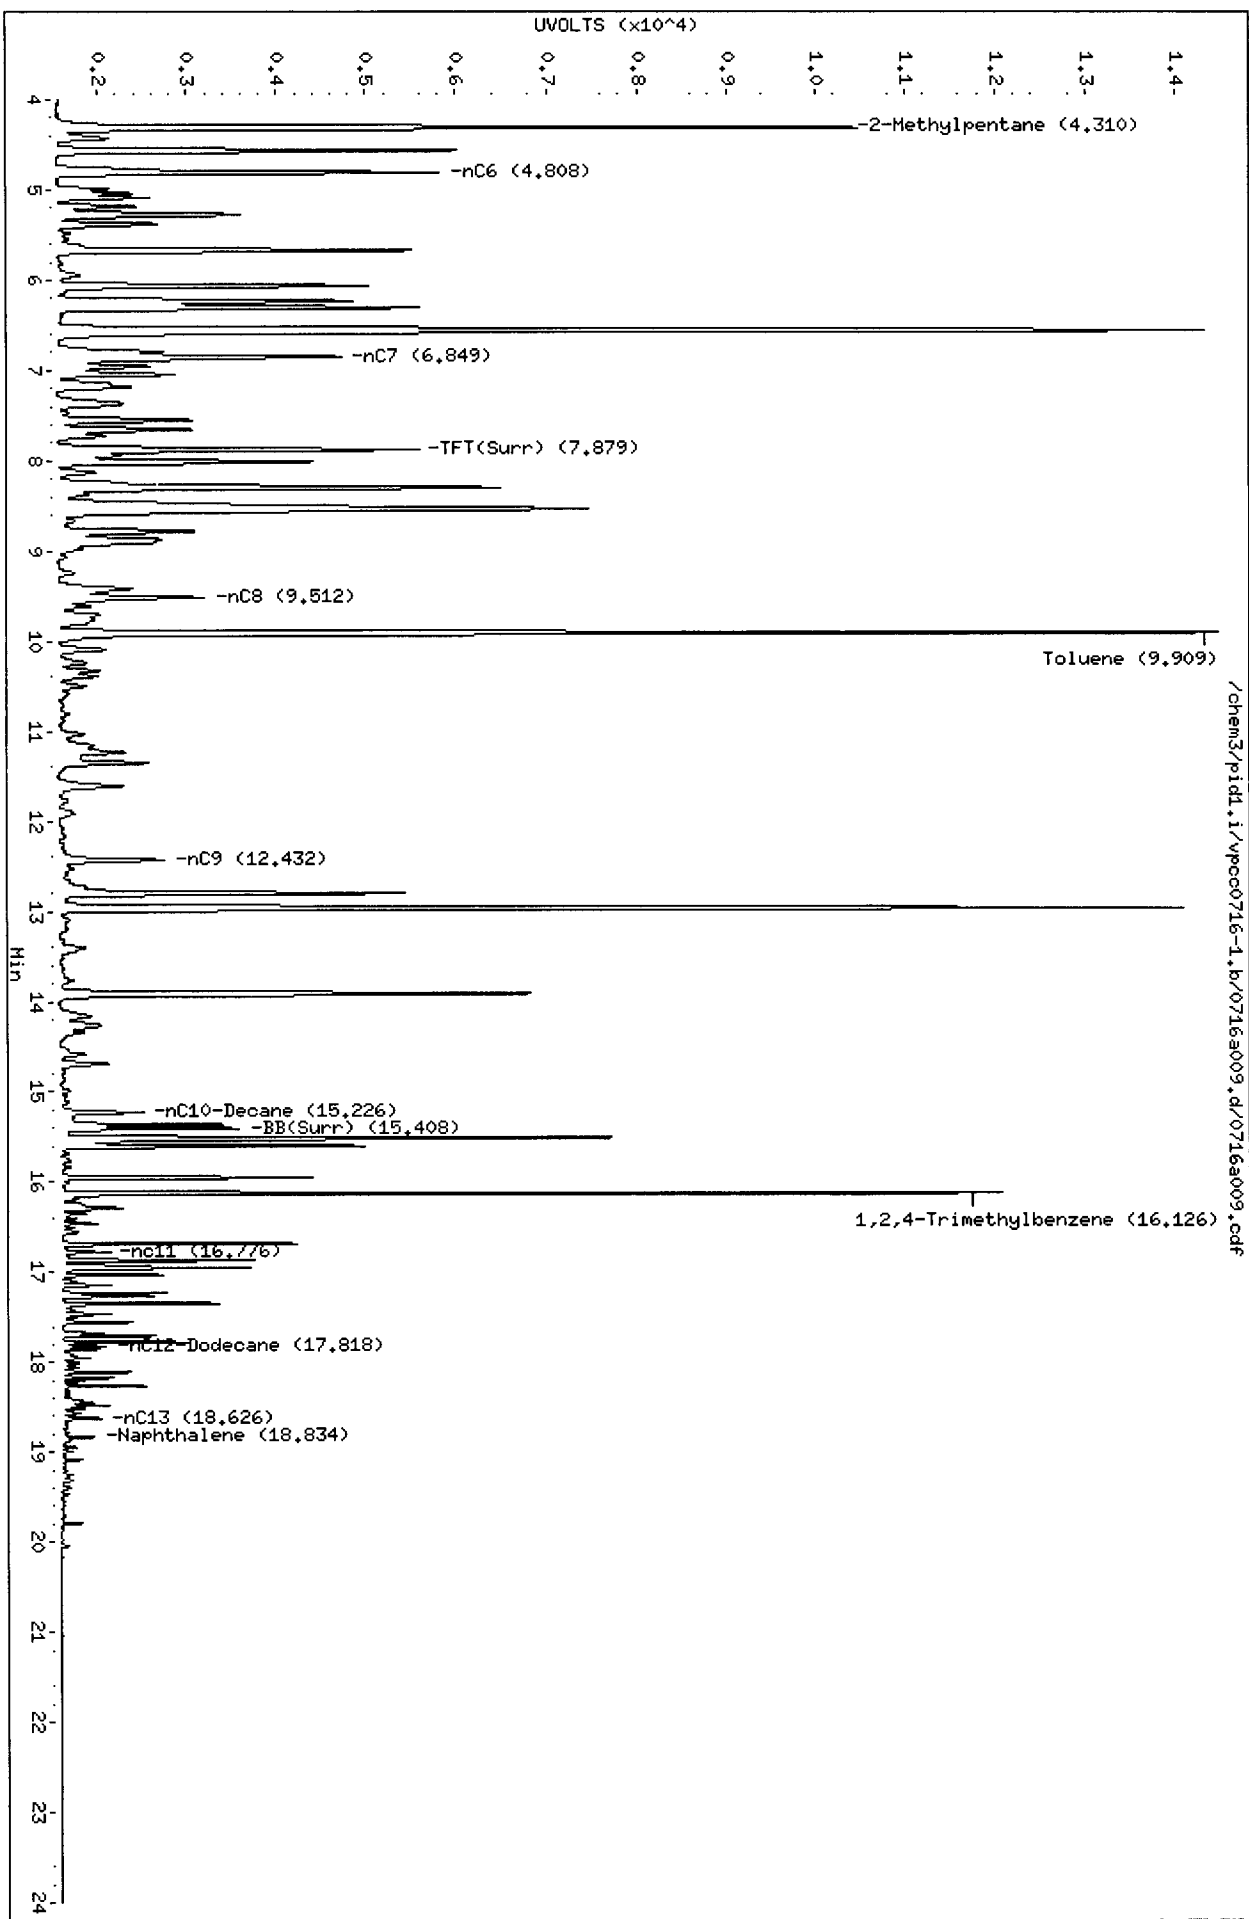 UVOLTS (x10^4)
0.2
0.3
0.4
0.5
0.6
0.7
0.8
0.9
1.0
1.1
1.2
1.3
1.4
4
5
6
7
8
9
10
11
12
13
14
15
16
17
18
19
20
21
22
23
24
Min
-2-Methylpentane (4.310)
-nC6 (4.808)
-nC7 (6.849)
-TFT(Surr) (7.879)
-nC8 (9.512)
Toluene (9.909)
-nC9 (12.432)
-nC10-Decane (15.226)
-BB(Surr) (15.408)
1,2,4-Trimethylbenzene (16.126)
-nc11 (16.776)
-nC12-Dodecane (17.818)
-nC13 (18.626)
-Naphthalene (18.834)
/chem3/pid1.i/vpcc0716-1.b/0716a009.d/0716a009.cdf